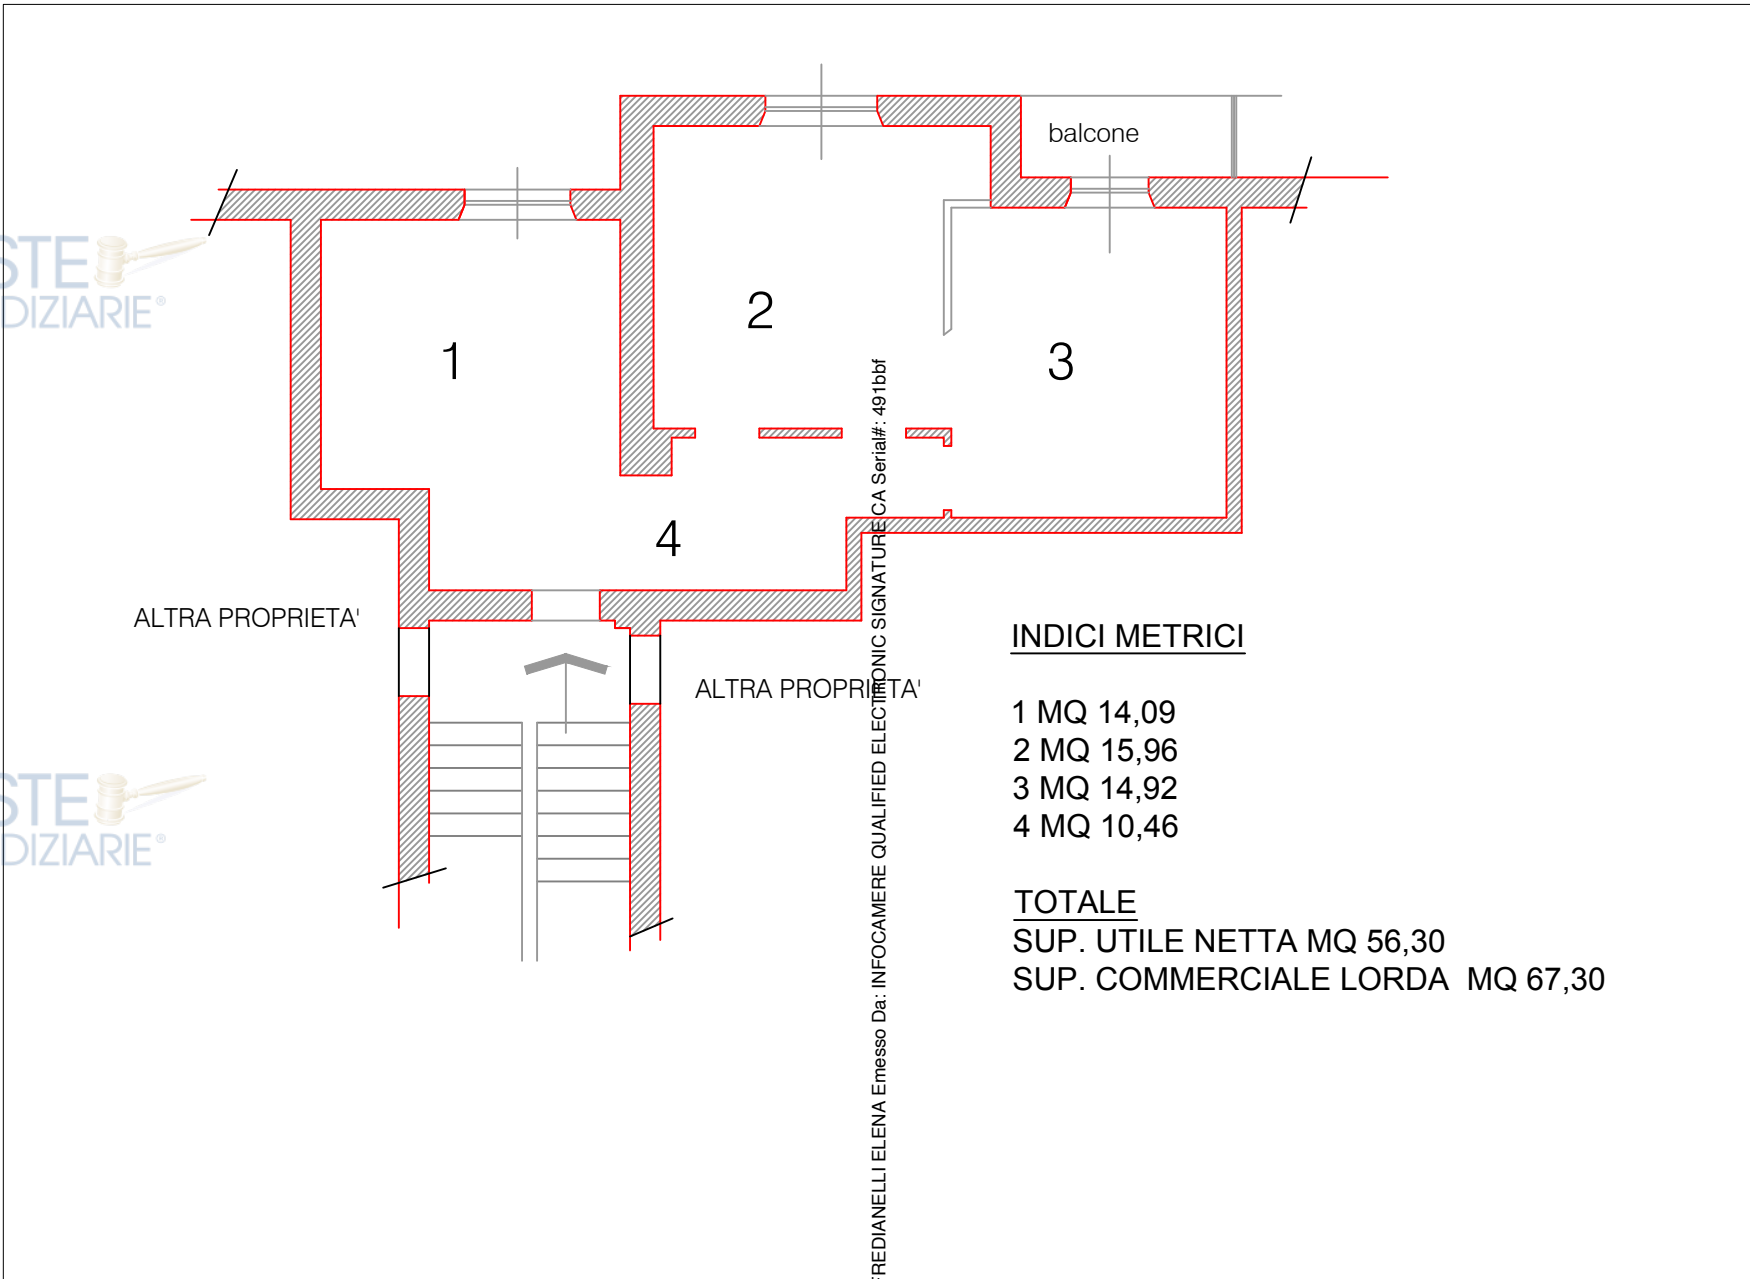 balcone
STE
DIZIARIE®
1
2
3
4
ALTRA PROPRIETA'
ALTRA PROPRIETA'
INDICI METRICI
1 MQ 14,09
2 MQ 15,96
3 MQ 14,92
4 MQ 10,46
TOTALE
SUP. UTILE NETTA MQ 56,30
SUP. COMMERCIALE LORDA MQ 67,30
STE
DIZIARIE®
FREDIANELLI ELENA Emesso Da: INFOCAMERE QUALIFIED ELECTRONIC SIGNATURE CA Serial#: 491bbf